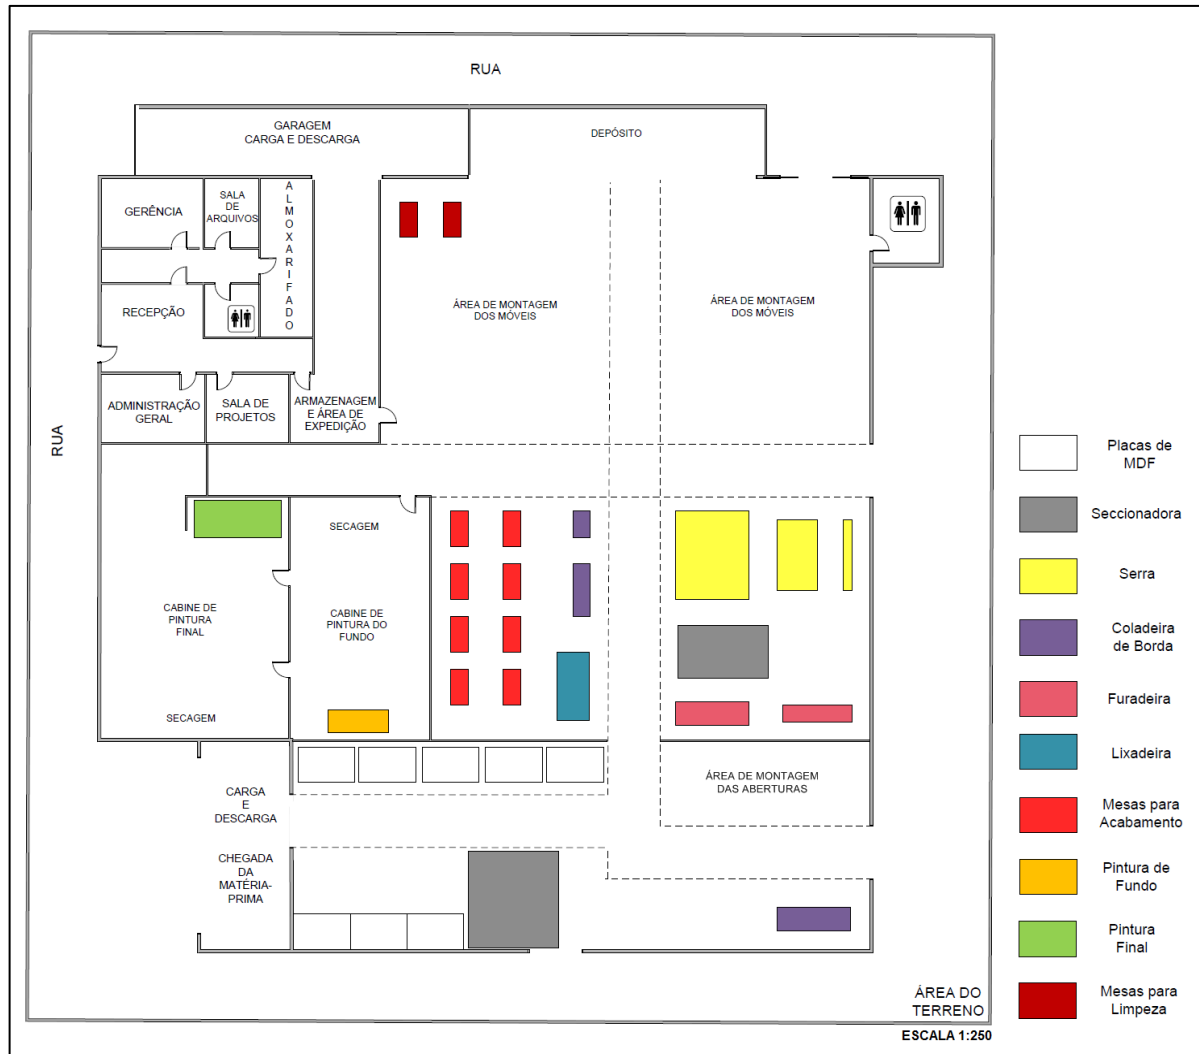 RUA
GARAGEM
CARGA E DESCARGA
DEPÓSITO
GERÊNCIA
SALA
DE
ARQUIVOS
A
L
M
O
X
A
R
I
F
A
D
O
RECEPÇÃO
ÁREA DE MONTAGEM
DOS MÓVEIS
ÁREA DE MONTAGEM
DOS MÓVEIS
ADMINISTRAÇÃO
GERAL
SALA DE
PROJETOS
ARMAZENAGEM
E ÁREA DE
EXPEDIÇÃO
RUA
SECAGEM
CABINE DE
PINTURA
FINAL
CABINE DE
PINTURA DO
FUNDO
SECAGEM
CARGA
E
DESCARGA
ÁREA DE MONTAGEM
DAS ABERTURAS
CHEGADA
DA
MATÉRIA-
PRIMA
Placas de
MDF
Seccionadora
Serra
Coladeira
de Borda
Furadeira
Lixadeira
Mesas para
Acabamento
Pintura de
Fundo
Pintura
Final
Mesas para
Limpeza
ÁREA DO
TERRENO
ESCALA 1:250